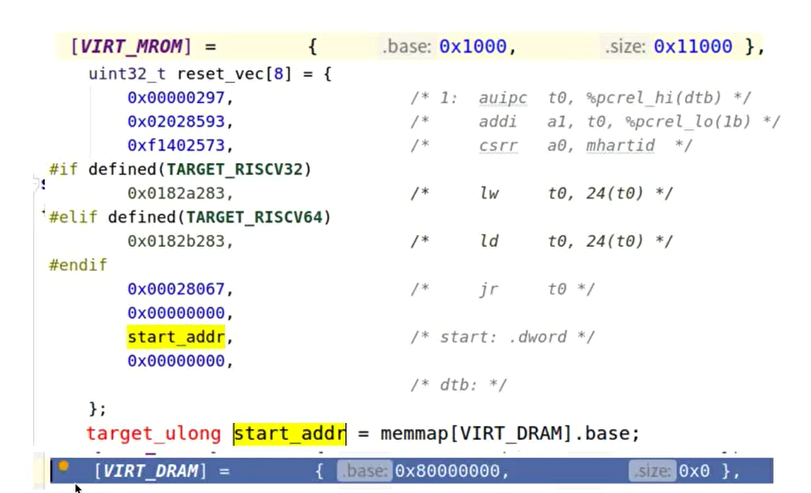 [VIRT_MROM] = { .base: 0x1000, .size: 0x11000 },
uint32_t reset_vec[8] = {
0x00000297, /* 1: auipc t0, %pcrel_hi(dtb) */
0x02028593, /* addi a1, t0, %pcrel_lo(1b) */
0xf1402573, /* csrr a0, mhartid */
#if defined(TARGET_RISCV32)
0x0182a283, /* lw t0, 24(t0) */
#elif defined(TARGET_RISCV64)
0x0182b283, /* ld t0, 24(t0) */
#endif
0x00028067, /* jr t0 */
0x00000000,
start_addr, /* start: .dword */
0x00000000,
/* dtb: */
};
target_ulong start_addr = memmap[VIRT_DRAM].base;
[VIRT_DRAM] = { .base: 0x80000000, .size: 0x0 },